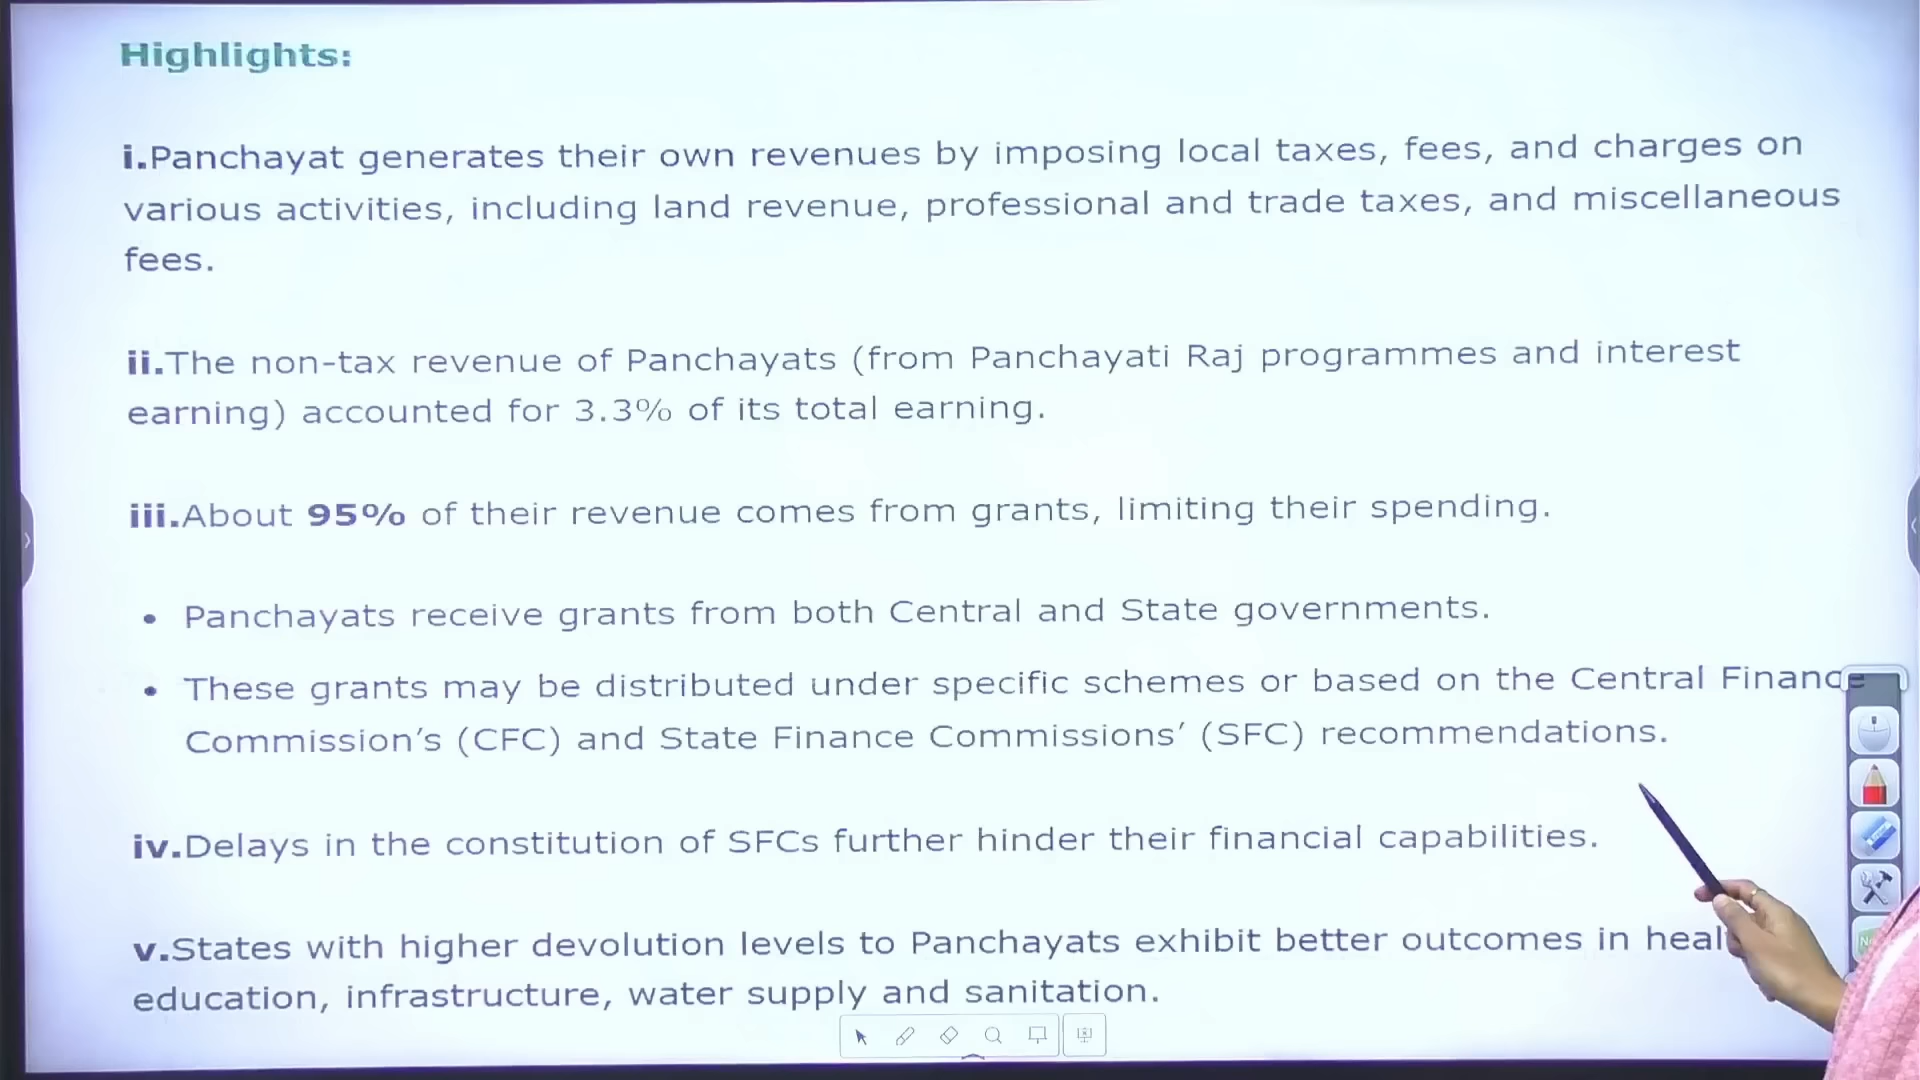 Highlights:
i.Panchayat generates their own revenues by imposing local taxes, fees, and charges on
various activities, including land revenue, professional and trade taxes, and miscellaneous
fees.
ii.The non-tax revenue of Panchayats (from Panchayati Raj programmes and interest
earning) accounted for 3.3% of its total earning.
iii.About 95% of their revenue comes from grants, limiting their spending.
• Panchayats receive grants from both Central and State governments.
• These grants may be distributed under specific schemes or based on the Central Finance
Commission's (CFC) and State Finance Commissions' (SFC) recommendations.
iv.Delays in the constitution of SFCs further hinder their financial capabilities.
v.States with higher devolution levels to Panchayats exhibit better outcomes in
education, infrastructure, water supply and sanitation.